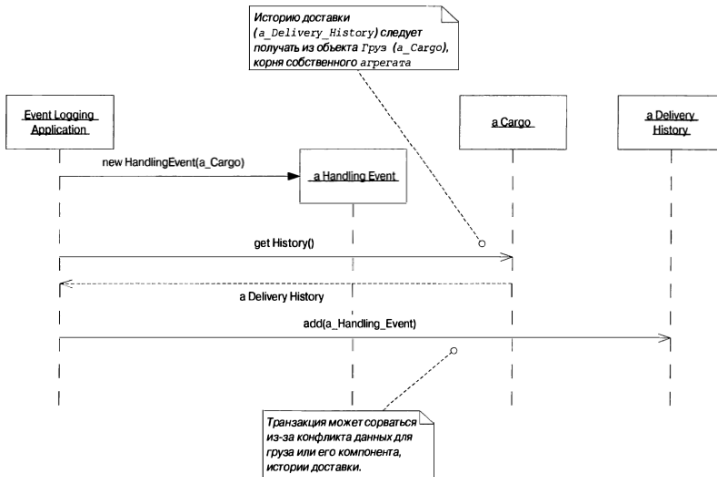 Историю доставки
(a_Delivery_History) следует
получать из объекта Груз (a_Cargo),
корня собственного агрегата
Event Logging
Application
a Cargo
a Delivery
History
new HandlingEvent(a_Cargo)
a Handling Event
get History()
a Delivery History
add(a_Handling_Event)
Транзакция может сорваться
из-за конфликта данных для
груза или его компонента,
истории доставки.